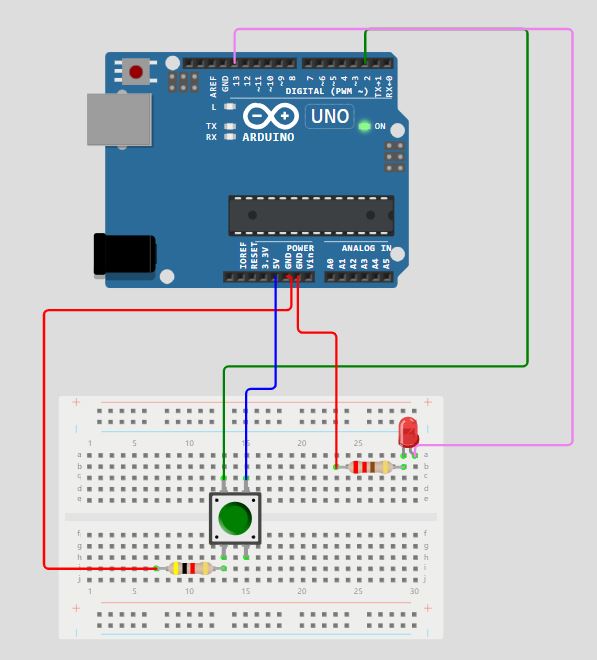 AREF
GND
13
12
~11
~10
~9
8
7
~6
~5
4
~3
2
TX→1
RX←0
DIGITAL (PWM ~)
L
TX
RX
UNO
ON
ARDUINO
IOREF
RESET
3.3V
5V
GND
GND
Vin
POWER
ANALOG IN
A0
A1
A2
A3
A4
A5
+ +
1 5 10 15 20 25
a a
b b
c c
d d
e e
f f
g g
h h
i i
j j
1 5 10 15 20 25 30
+ +